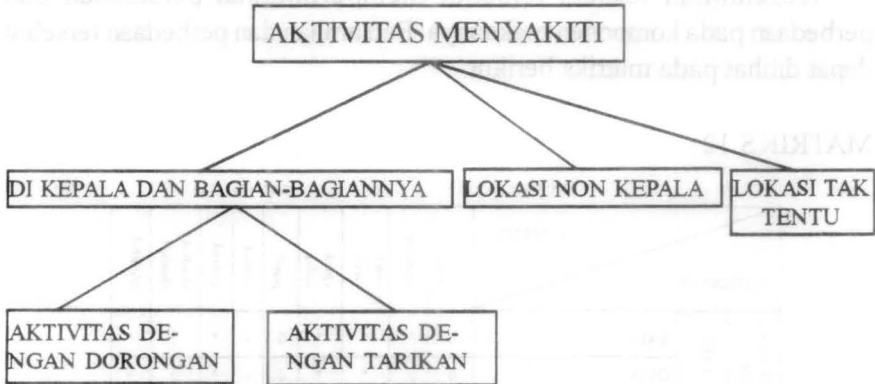 AKTIVITAS MENYAKITI
DI KEPALA DAN BAGIAN-BAGIANNYA
LOKASI NON KEPALA
LOKASI TAK
TENTU
AKTIVITAS DE-
NGAN DORONGAN
AKTIVITAS DE-
NGAN TARIKAN